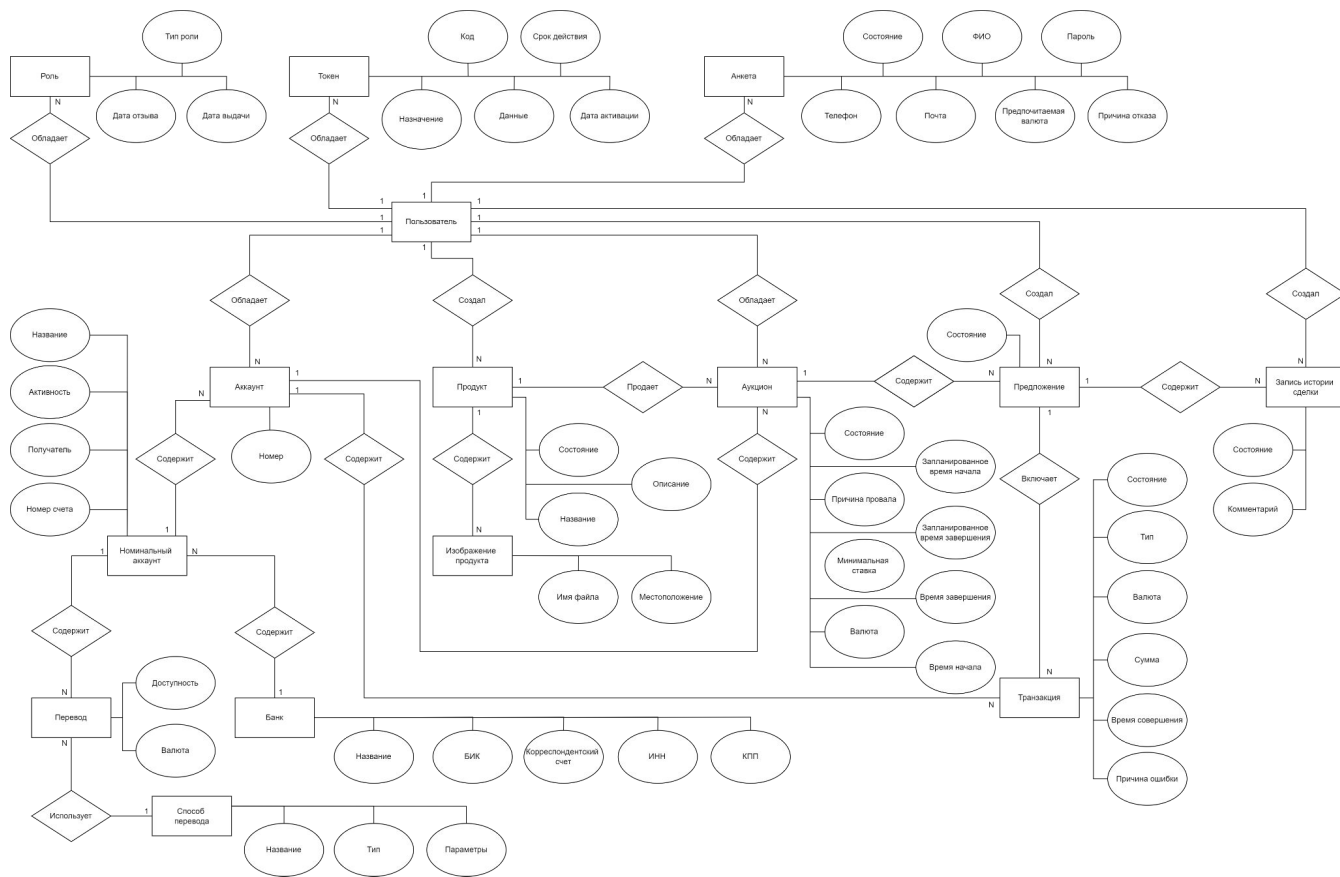 Тип роли
Код
Срок действия
Состояние
ФИО
Пароль
Роль
Токен
Анкета
N
N
N
Дата отзыва
Дата выдачи
Назначение
Данные
Дата активации
Телефон
Почта
Предпочитаемая
валюта
Причина отказа
Обладает
Обладает
Обладает
1
1
1
1
1
Пользователь
1
1
1
1
1
Обладает
Создал
Обладает
Создал
Создал
Название
Состояние
N
N
N
N
N
Аккаунт
1
1
N
Продукт
1
Продает
N
Аукцион
1
Содержит
N
Предложение
1
Содержит
N
Запись истории
сделки
Активность
1
N
1
Получатель
Содержит
Номер
Содержит
Содержит
Состояние
Описание
Содержит
Состояние
Запланированное
время начала
Включает
Состояние
Состояние
Номер счета
Название
Причина провала
Запланированное
время завершения
Комментарий
Тип
1
N
Номинальный
аккаунт
1
N
Изображение
продукта
Минимальная
ставка
Имя файла
Местоположение
Время завершения
Валюта
Содержит
Содержит
Валюта
Время начала
Сумма
N
1
N
Доступность
Перевод
Банк
N
Транзакция
Время совершения
N
Валюта
Название
БИК
Корреспондентский
счет
ИНН
КПП
Причина ошибки
Использует
1
Способ
перевода
Название
Тип
Параметры